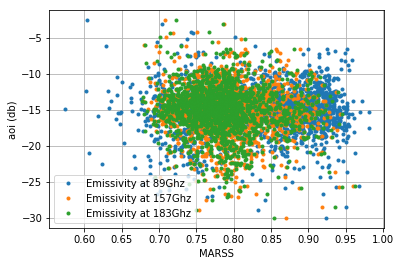 −5
−10
−15
−20
−25
−30
aoi (db)
Emissivity at 89Ghz
Emissivity at 157Ghz
Emissivity at 183Ghz
0.60 0.65 0.70 0.75 0.80 0.85 0.90 0.95 1.00
MARSS